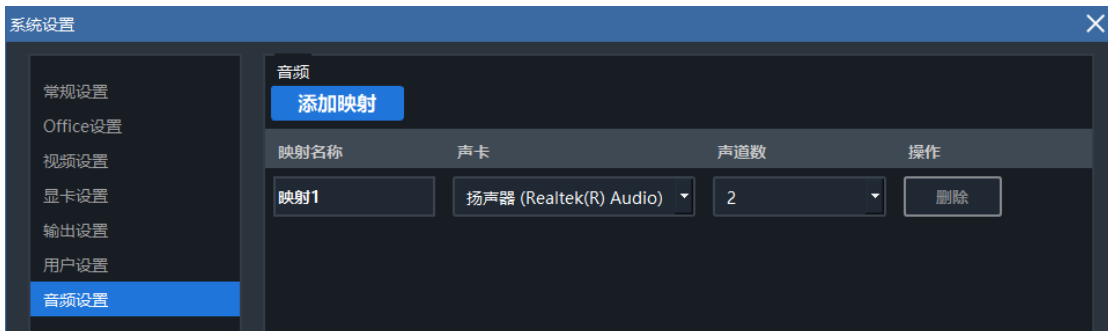 系统设置
常规设置
Office设置
视频设置
显卡设置
输出设置
用户设置
音频设置
音频
添加映射
映射名称 声卡 声道数 操作
映射1 扬声器 (Realtek(R) Audio) 2 删除